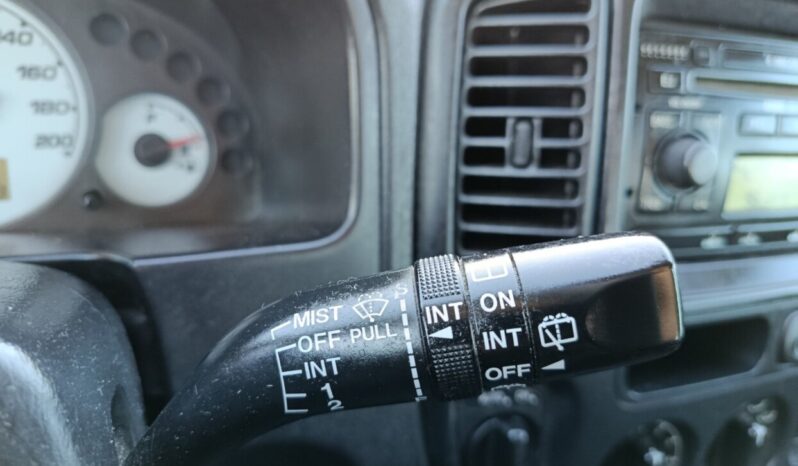 140
160
180
200
F
MIST
OFF PULL
INT
1
2
S
INT
ON
INT
OFF